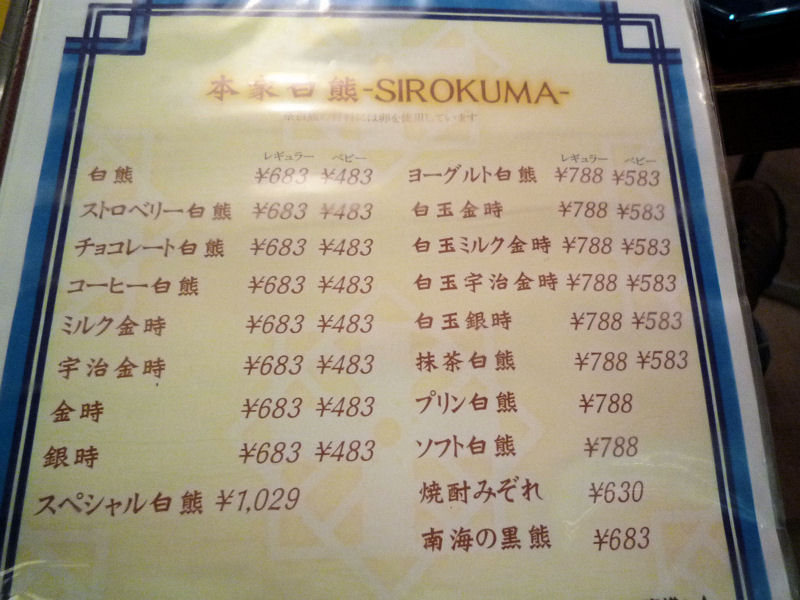 本家白熊-SIROKUMA-
レギュラー ベビー
白熊 ¥683 ¥483
ストロベリー白熊 ¥683 ¥483
チョコレート白熊 ¥683 ¥483
コーヒー白熊 ¥683 ¥483
ミルク金時 ¥683 ¥483
宇治金時 ¥683 ¥483
金時 ¥683 ¥483
銀時 ¥683 ¥483
スペシャル白熊 ¥1,029
レギュラー ベビー
ヨーグルト白熊 ¥788 ¥583
白玉金時 ¥788 ¥583
白玉ミルク金時 ¥788 ¥583
白玉宇治金時 ¥788 ¥583
白玉銀時 ¥788 ¥583
抹茶白熊 ¥788 ¥583
プリン白熊 ¥788
ソフト白熊 ¥788
焼酎みぞれ ¥630
南海の黒熊 ¥683